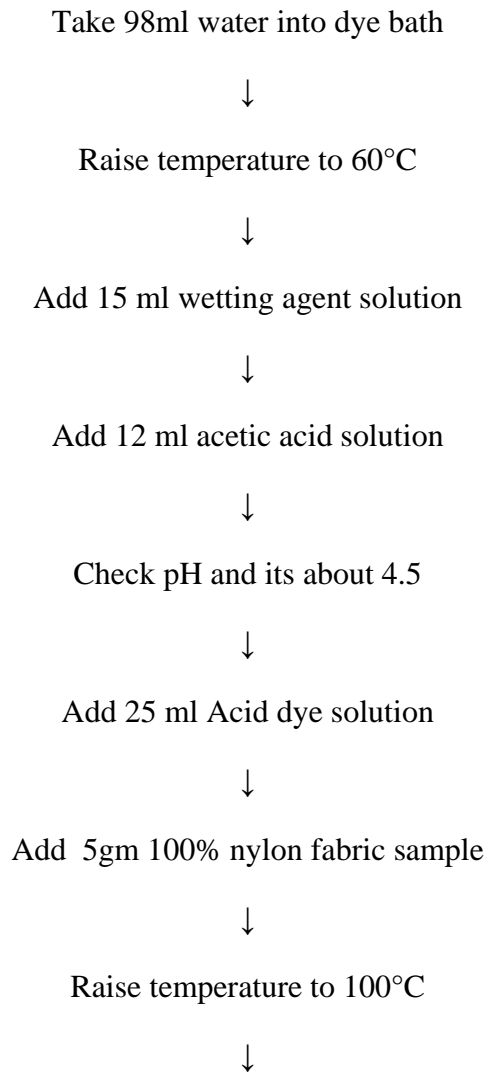 Take 98ml water into dye bath
↓
Raise temperature to 60°C
↓
Add 15 ml wetting agent solution
↓
Add 12 ml acetic acid solution
↓
Check pH and its about 4.5
↓
Add 25 ml Acid dye solution
↓
Add  5gm 100% nylon fabric sample
↓
Raise temperature to 100°C
↓